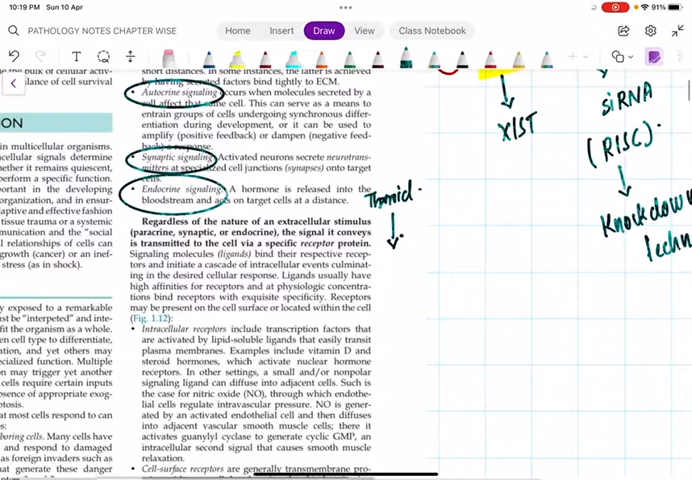 10:19 PM Sun 10 Apr
91%
PATHOLOGY NOTES CHAPTER WISE
Home
Insert
Draw
View
Class Notebook
short distances. In some instances, the latter is achieved
by having secreted factors bind tightly to ECM.
• Autocrine signaling occurs when molecules secreted by
a cell affect that same cell. This can serve as a means to
entrain groups of cells undergoing synchronous differ-
entiation during development, or it can be used to
amplify (positive feedback) or dampen (negative feed-
back) a response.
• Synaptic signaling. Activated neurons secrete neurotrans-
mitters at specialized cell junctions (synapses) onto target
cells.
• Endocrine signaling. A hormone is released into the
bloodstream and acts on target cells at a distance.
Regardless of the nature of an extracellular stimulus
(paracrine, synaptic, or endocrine), the signal it conveys
is transmitted to the cell via a specific receptor protein.
Signaling molecules (ligands) bind their respective recep-
tors and initiate a cascade of intracellular events culminat-
ing in the desired cellular response. Ligands usually have
high affinities for receptors and at physiologic concentra-
tions bind receptors with exquisite specificity. Receptors
may be present on the cell surface or located within the cell
(Fig. 1.12):
• Intracellular receptors include transcription factors that
are activated by lipid-soluble ligands that easily transit
plasma membranes. Examples include vitamin D and
steroid hormones, which activate nuclear hormone
receptors. In other settings, a small and/or nonpolar
signaling ligand can diffuse into adjacent cells. Such is
the case for nitric oxide (NO), through which endothe-
lial cells regulate intravascular pressure. NO is gener-
ated by an activated endothelial cell and then diffuses
into adjacent vascular smooth muscle cells; there it
activates guanylyl cyclase to generate cyclic GMP, an
intracellular second signal that causes smooth muscle
relaxation.
• Cell-surface receptors are generally transmembrane pro-
alance of cell survival
ION
in multicellular organisms.
acellular signals determine
hether it remains quiescent,
perform a specific function.
portant in the developing
organization, and in ensur-
daptive and effective fashion
tissue trauma or a systemic
munication and the "social
l relationships of cells can
growth (cancer) or an inef-
stress (as in shock).
y exposed to a remarkable
ust be "interpeted" and inte-
fit the organism as a whole.
n cell type to differentiate,
ation, and yet others may
ecialized function. Multiple
on may trigger yet another
cells require certain inputs
bsence of appropriate exog-
ptosis.
at most cells respond to can
boring cells. Many cells have
and respond to damaged
as foreign invaders such as
hat generate these danger
Thyroid
XIST
siRNA
(RISC)
Knockdown
Techn